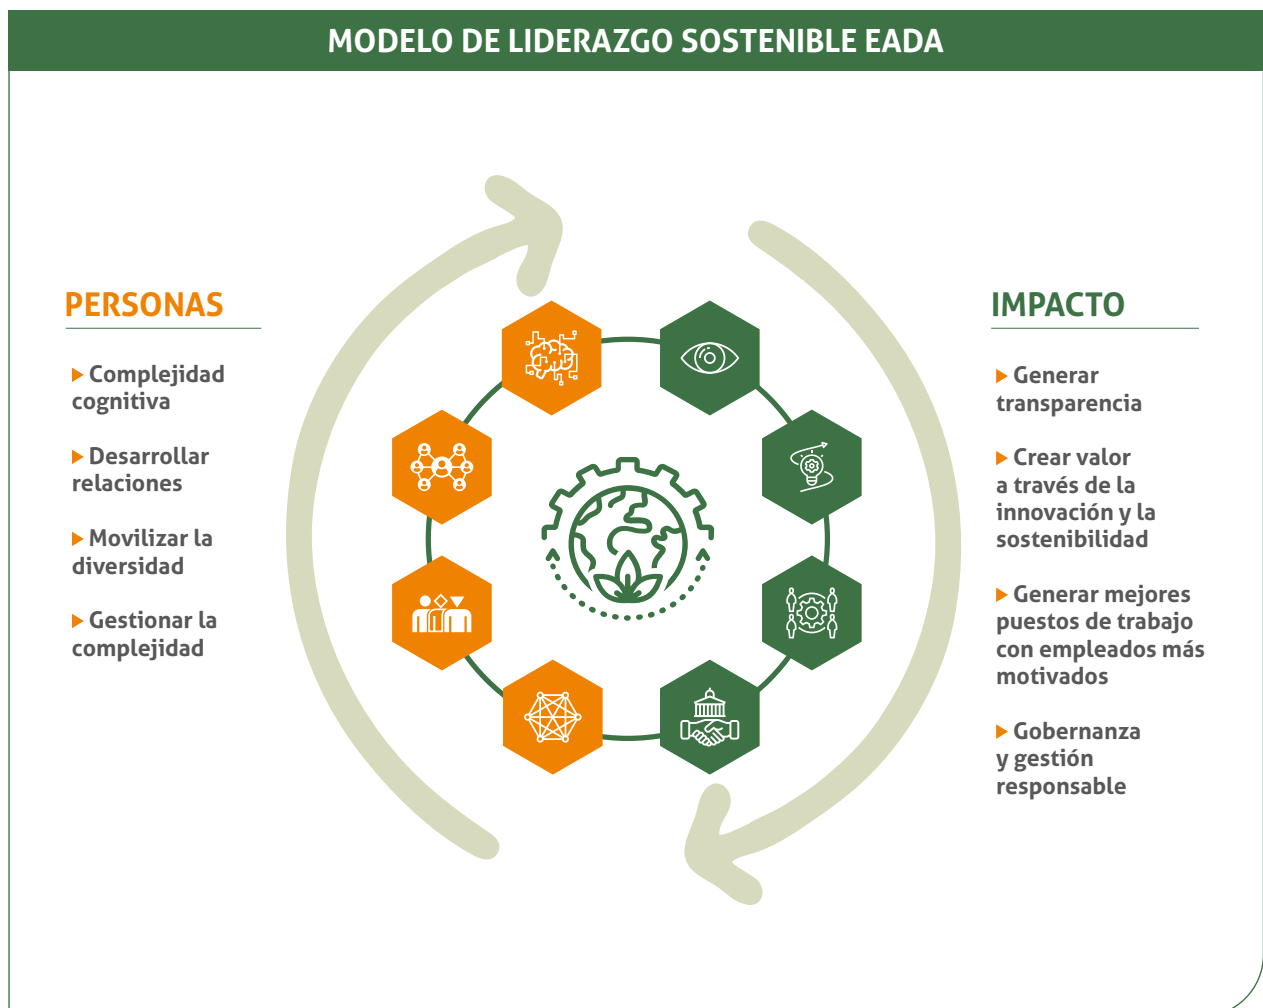 MODELO DE LIDERAZGO SOSTENIBLE EADA
PERSONAS
Complejidad
cognitiva
Desarrollar
relaciones
Movilizar la
diversidad
Gestionar la
complejidad
IMPACTO
Generar
transparencia
Crear valor
a través de la
innovación y la
sostenibilidad
Generar mejores
puestos de trabajo
con empleados más
motivados
Gobernanza
y gestión
responsable